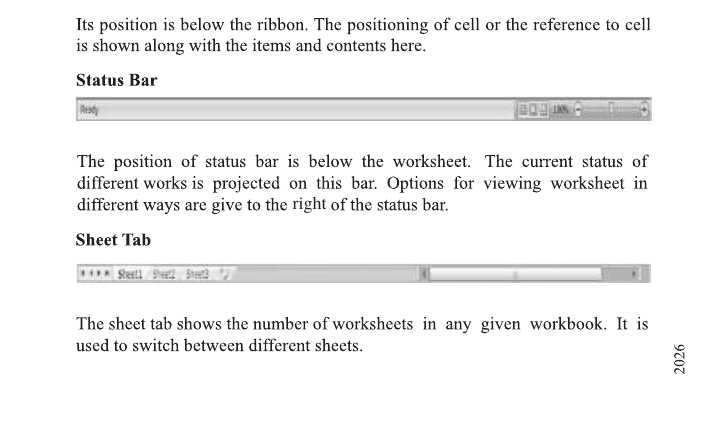 Its position is below the ribbon. The positioning of cell or the reference to cell
is shown along with the items and contents here.
Status Bar
Ready 100%
The position of status bar is below the worksheet. The current status of
different works is projected on this bar. Options for viewing worksheet in
different ways are give to the right of the status bar.
Sheet Tab
Sheet1 Sheet2 Sheet3
The sheet tab shows the number of worksheets in any given workbook. It is
used to switch between different sheets.
2026